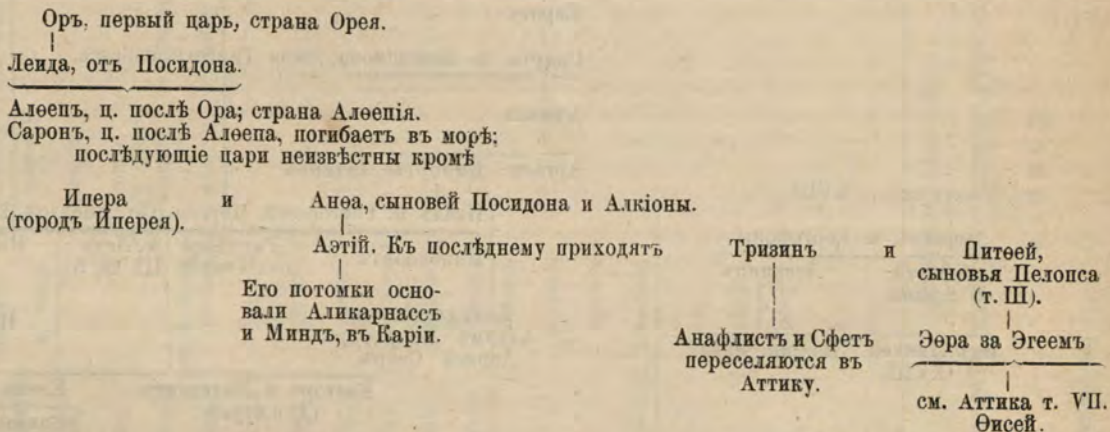 Оръ, первый царь, страна Орея.
Леида, отъ Посидона.
Алѳепъ, ц. послѣ Ора; страна Алѳепія.
Саронъ, ц. послѣ Алѳепа, погибаетъ въ морѣ;
послѣдующіе цари неизвѣстны кромѣ
Ипера и Анѳа, сыновей Посидона и Алкіоны.
(городъ Иперея).
Аэтій. Къ послѣднему приходятъ Тризинъ и Питѳей,
сыновья Пелопса
(т. III).
Его потомки осно-
вали Аликарнассъ
и Миндъ, въ Каріи.
Анафлистъ и Сфетъ
переселяются въ
Аттику.
Эѳра за Эгеемъ
см. Аттика т. VII.
Ѳисей.